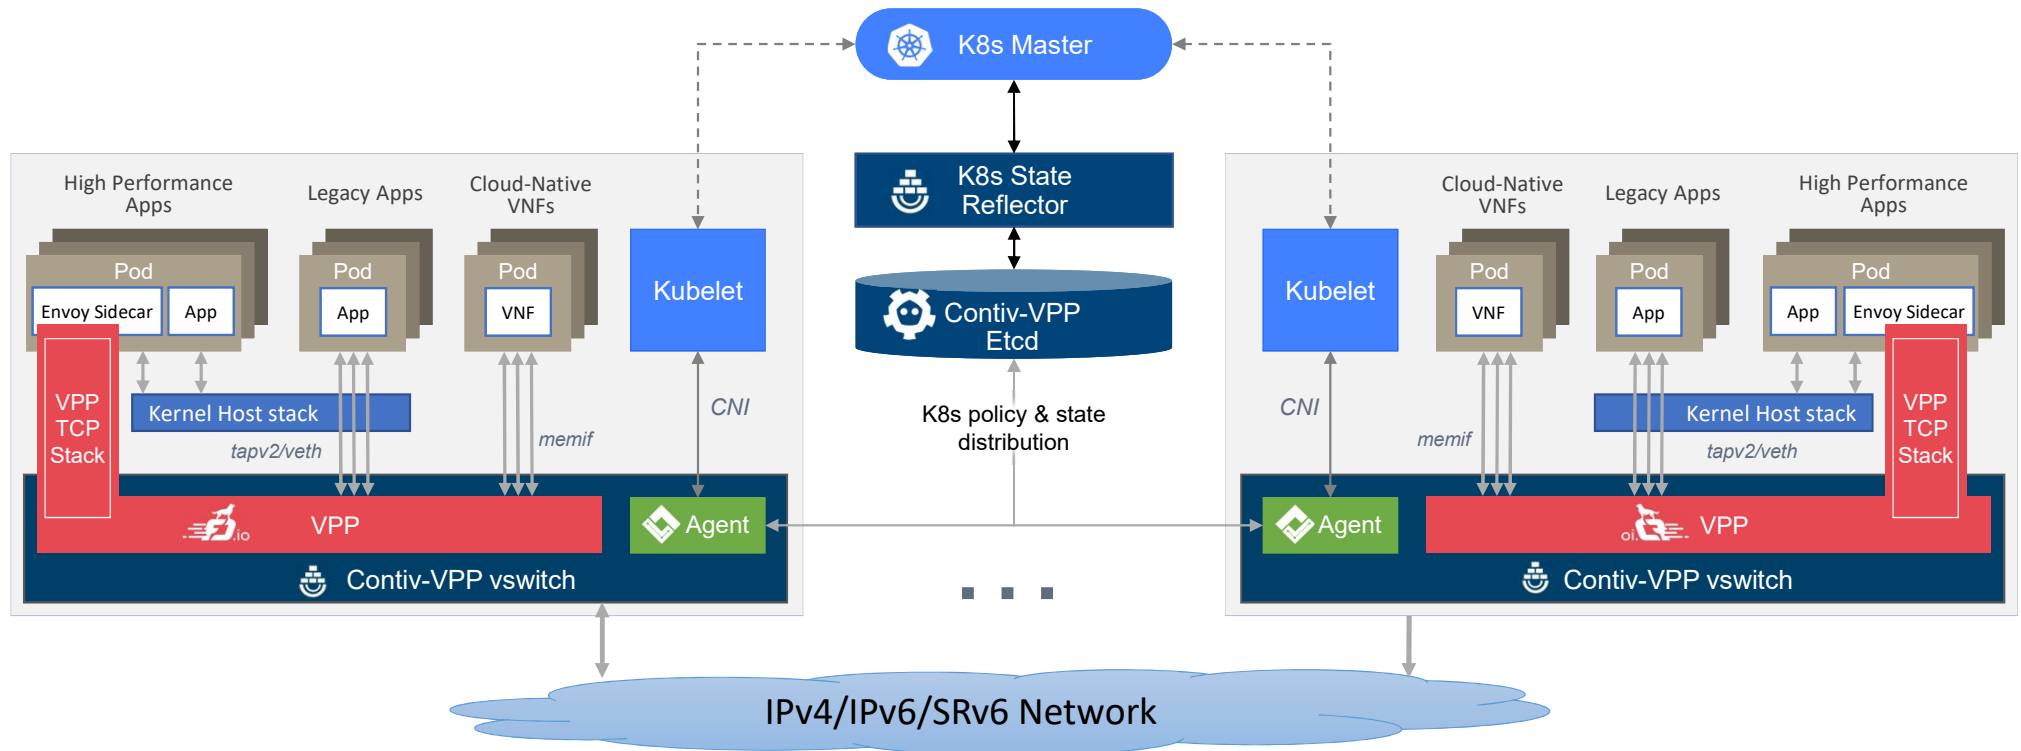 K8s Master
K8s State
Reflector
Contiv-VPP
Etcd
K8s policy & state
distribution
High Performance
Apps
Legacy Apps
Cloud-Native
VNFs
Pod
Envoy Sidecar
App
Pod
App
Pod
VNF
Kubelet
VPP
TCP
Stack
Kernel Host stack
tapv2/veth
memif
CNI
.io
VPP
Agent
Contiv-VPP vswitch
Cloud-Native
VNFs
Legacy Apps
High Performance
Apps
Kubelet
Pod
VNF
Pod
App
Pod
App
Envoy Sidecar
CNI
memif
Kernel Host stack
tapv2/veth
VPP
TCP
Stack
Agent
oi.
VPP
Contiv-VPP vswitch
IPv4/IPv6/SRv6 Network